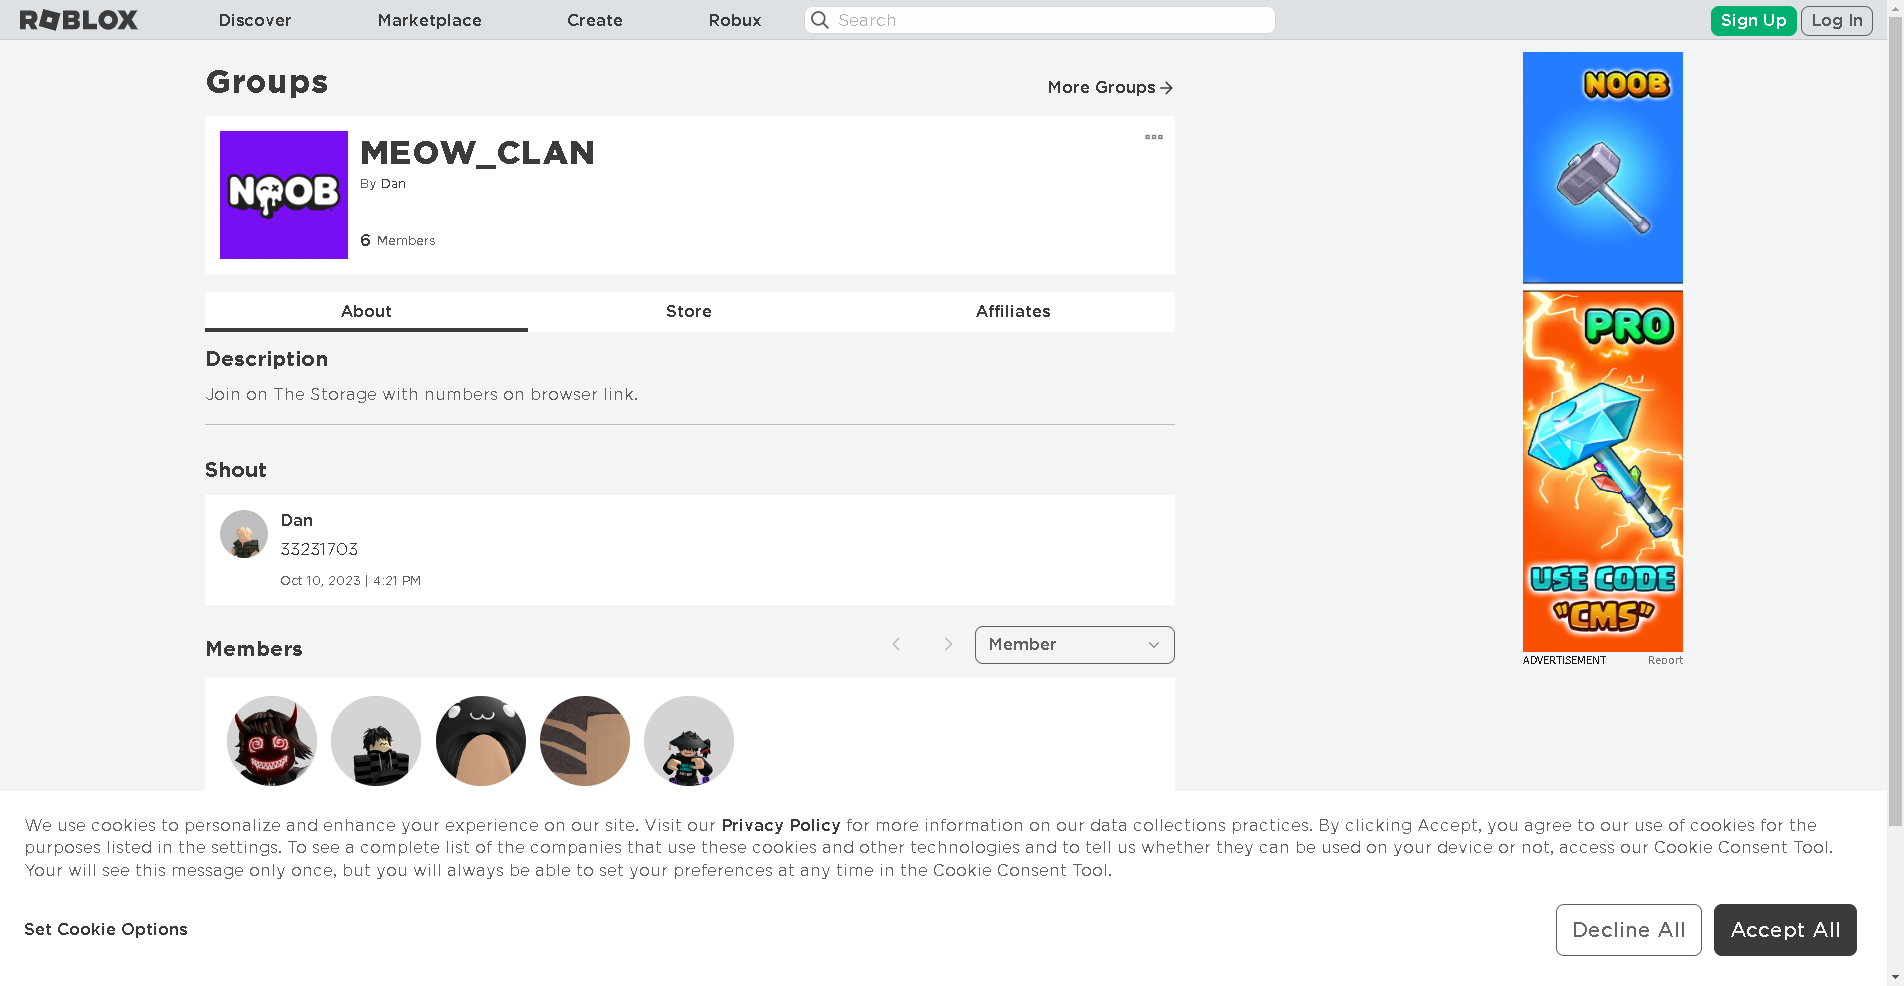 ROBLOX
Discover
Marketplace
Create
Robux
Search
Sign Up
Log In
Groups
More Groups
NOOB
MEOW_CLAN
By Dan
6 Members
About
Store
Affiliates
Description
Join on The Storage with numbers on browser link.
Shout
Dan
33231703
Oct 10, 2023 | 4:21 PM
Members
Member
NOOB
PRO
USE CODE
"CMS"
ADVERTISEMENT
Report
We use cookies to personalize and enhance your experience on our site. Visit our Privacy Policy for more information on our data collections practices. By clicking Accept, you agree to our use of cookies for the
purposes listed in the settings. To see a complete list of the companies that use these cookies and other technologies and to tell us whether they can be used on your device or not, access our Cookie Consent Tool.
Your will see this message only once, but you will always be able to set your preferences at any time in the Cookie Consent Tool.
Set Cookie Options
Decline All
Accept All